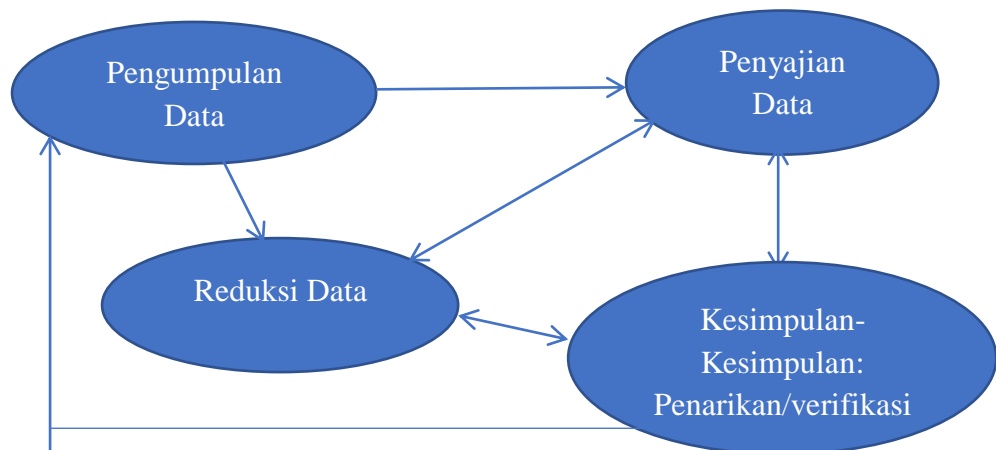 Pengumpulan
Data
Penyajian
Data
Reduksi Data
Kesimpulan-
Kesimpulan:
Penarikan/verifikasi